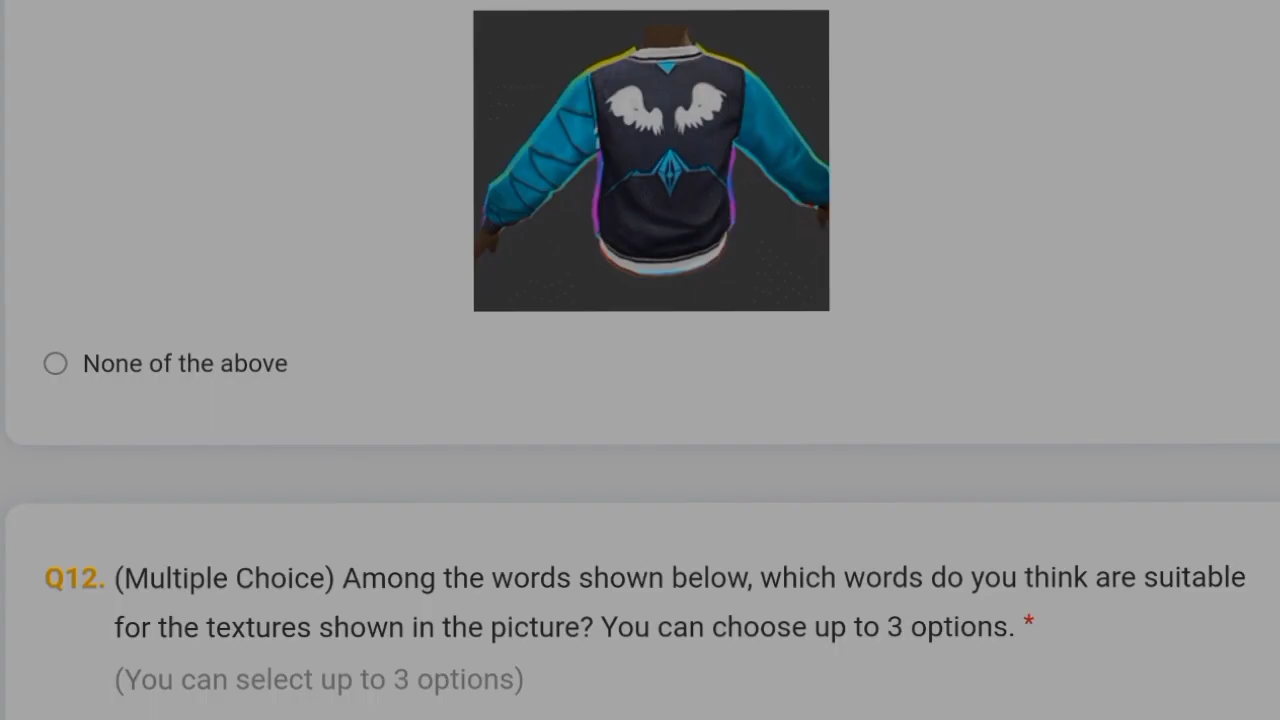 None of the above
Q12. (Multiple Choice) Among the words shown below, which words do you think are suitable
for the textures shown in the picture? You can choose up to 3 options. *
(You can select up to 3 options)